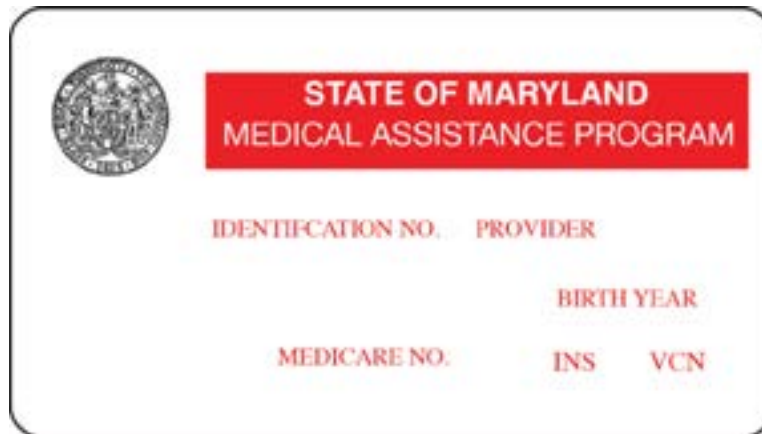 STATE OF MARYLAND
MEDICAL ASSISTANCE PROGRAM
IDENTIFCATION NO. PROVIDER
BIRTH YEAR
MEDICARE NO. INS VCN